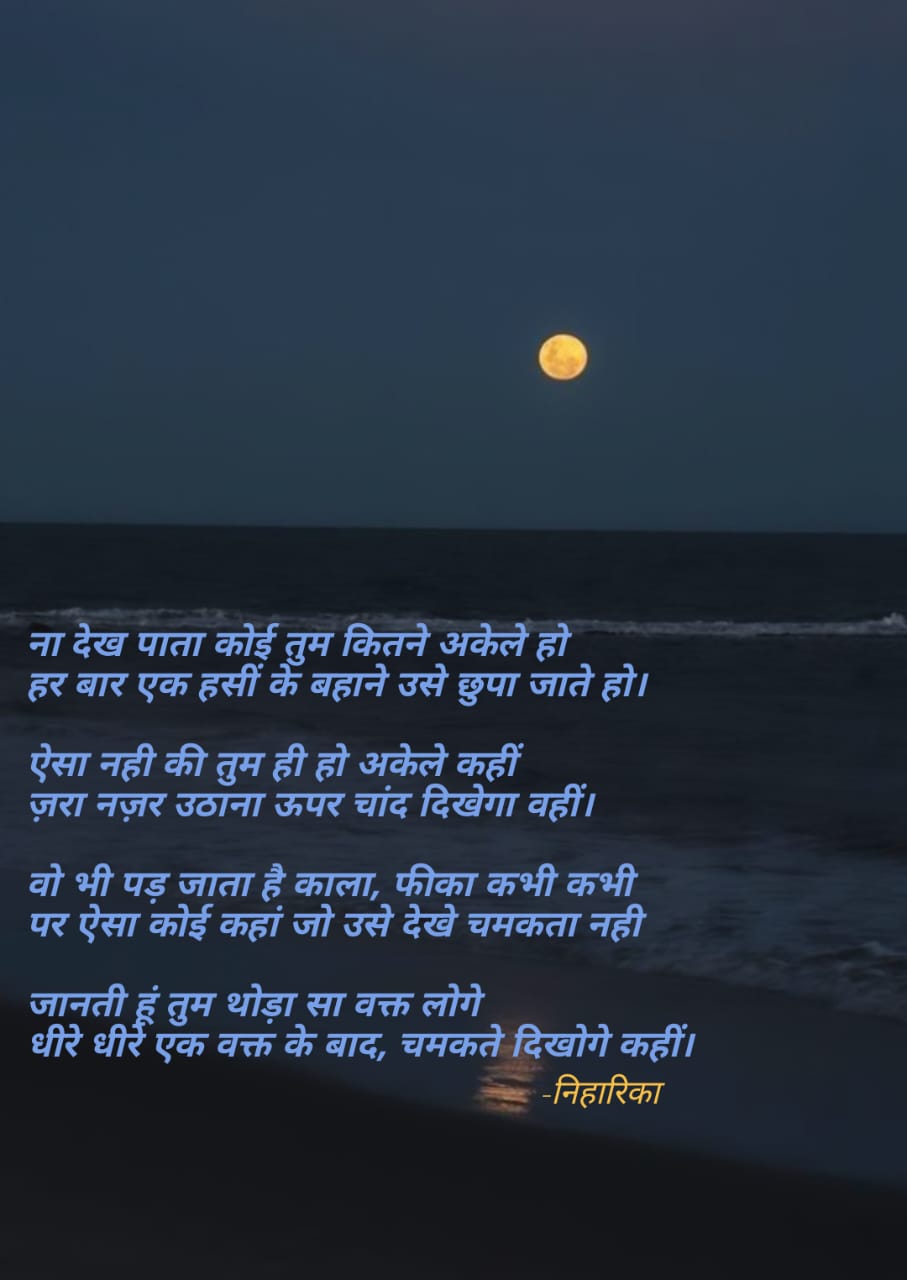 ना देख पाता कोई तुम कितने अकेले हो
हर बार एक हसीं के बहाने उसे छुपा जाते हो।
ऐसा नही की तुम ही हो अकेले कहीं
ज़रा नज़र उठाना ऊपर चांद दिखेगा वहीं।
वो भी पड़ जाता है काला, फीका कभी कभी
पर ऐसा कोई कहां जो उसे देखे चमकता नही
जानती हूं तुम थोड़ा सा वक्त लोगे
धीरे धीरे एक वक्त के बाद, चमकते दिखोगे कहीं।
-निहारिका